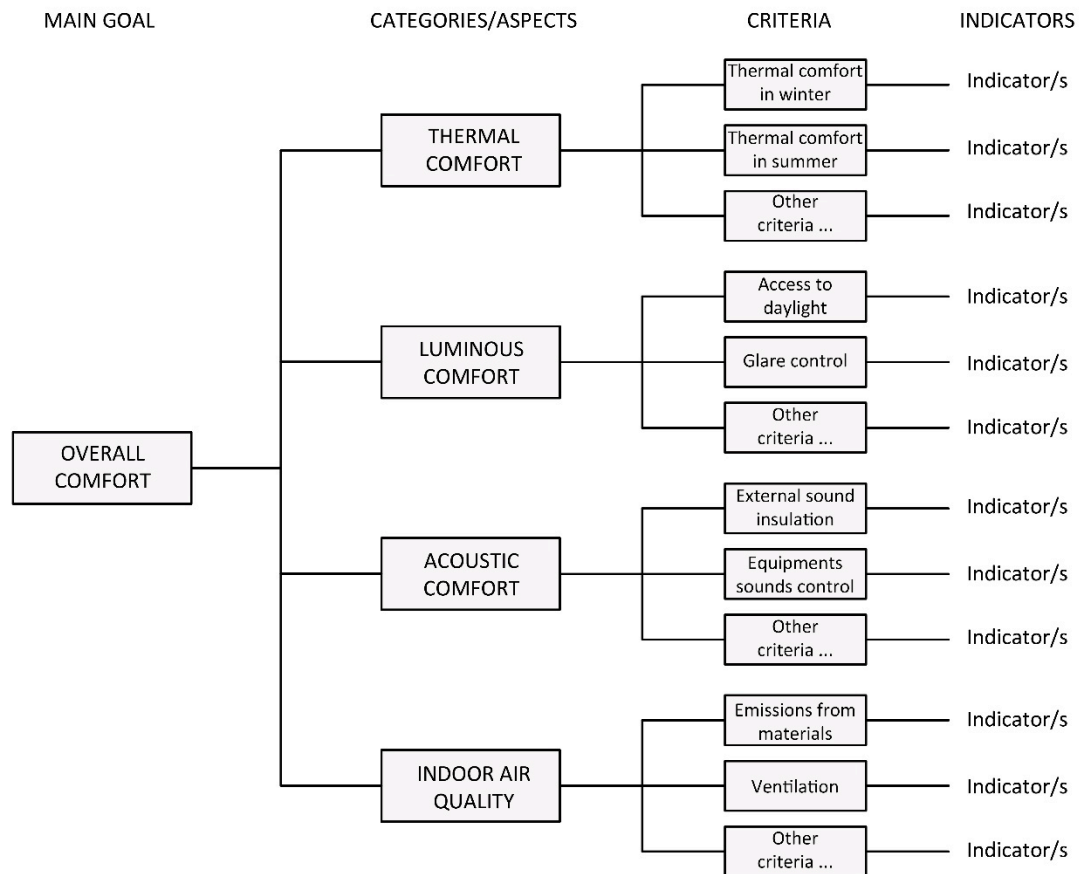 MAIN GOAL
CATEGORIES/ASPECTS
CRITERIA
INDICATORS
OVERALL
COMFORT
THERMAL
COMFORT
Thermal comfort
in winter
Indicator/s
Thermal comfort
in summer
Indicator/s
Other
criteria ...
Indicator/s
LUMINOUS
COMFORT
Access to
daylight
Indicator/s
Glare control
Indicator/s
Other
criteria ...
Indicator/s
ACOUSTIC
COMFORT
External sound
insulation
Indicator/s
Equipments
sounds control
Indicator/s
Other
criteria ...
Indicator/s
INDOOR AIR
QUALITY
Emissions from
materials
Indicator/s
Ventilation
Indicator/s
Other
criteria ...
Indicator/s